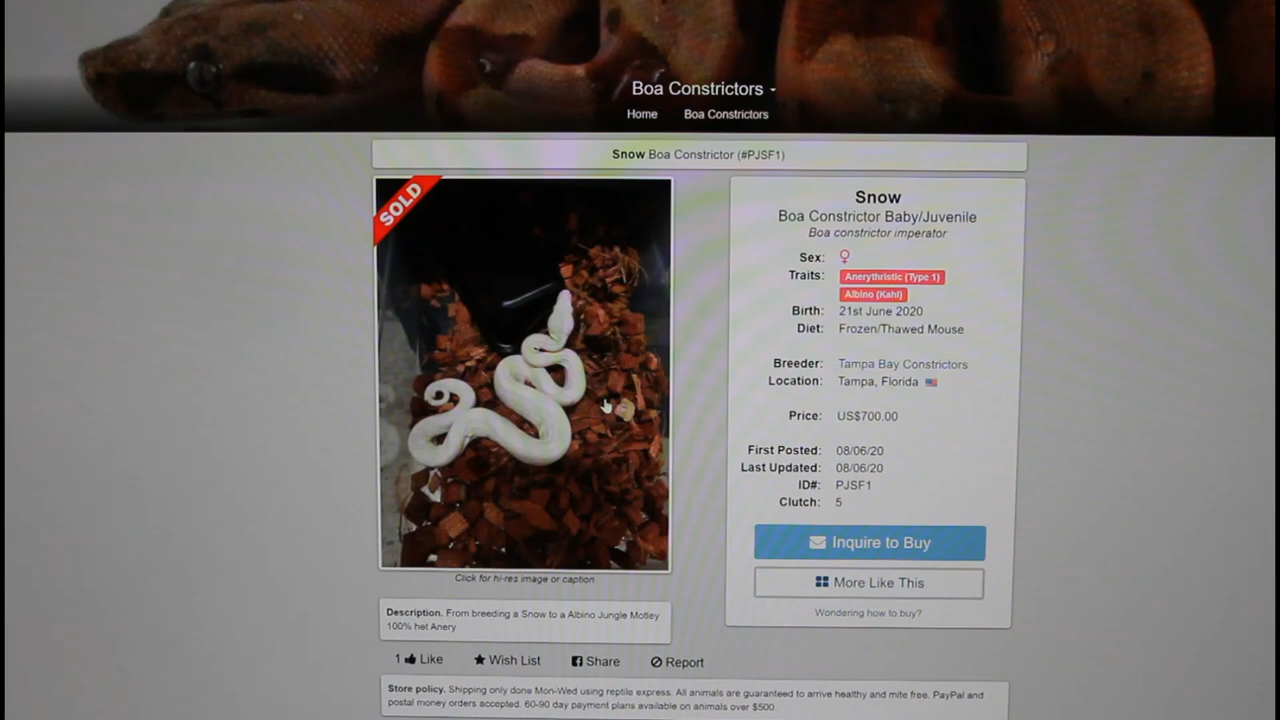 Boa Constrictors
Home Boa Constrictors
Snow Boa Constrictor (#PJSF1)
SOLD
Snow
Boa Constrictor Baby/Juvenile
Boa constrictor imperator
Sex: ♀
Traits: Anerythristic (Type 1)
Albino (Kahl)
Birth: 21st June 2020
Diet: Frozen/Thawed Mouse
Breeder: Tampa Bay Constrictors
Location: Tampa, Florida
Price: US$700.00
First Posted: 08/06/20
Last Updated: 08/06/20
ID#: PJSF1
Clutch: 5
Inquire to Buy
More Like This
Wondering how to buy?
Click for hi-res image or caption
Description. From breeding a Snow to a Albino Jungle Motley
100% het Anery
1 Like Wish List Share Report
Store policy. Shipping only done Mon-Wed using reptile express. All animals are guaranteed to arrive healthy and mite free. PayPal and
postal money orders accepted. 60-90 day payment plans available on animals over $500